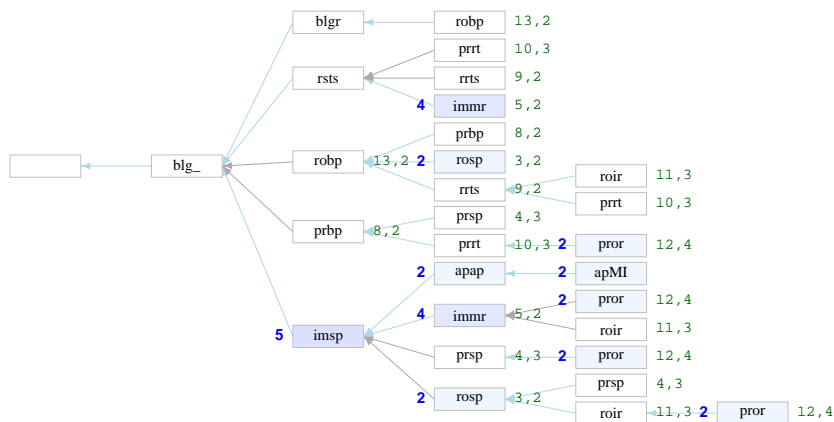 blgr robp 13,2
prrt 10,3
rsts rrts 9,2
4 immr 5,2
prbp 8,2
blg_ robp 13,2 2 rosp 3,2
roir 11,3
rrts 9,2
prrt 10,3
prsp 4,3
prbp 8,2
prrt 10,3 2 pror 12,4
2 apap 2 apMI
2 pror 12,4
4 immr 5,2
roir 11,3
5 imsp
prsp 4,3 2 pror 12,4
prsp 4,3
2 rosp 3,2
roir 11,3 2 pror 12,4